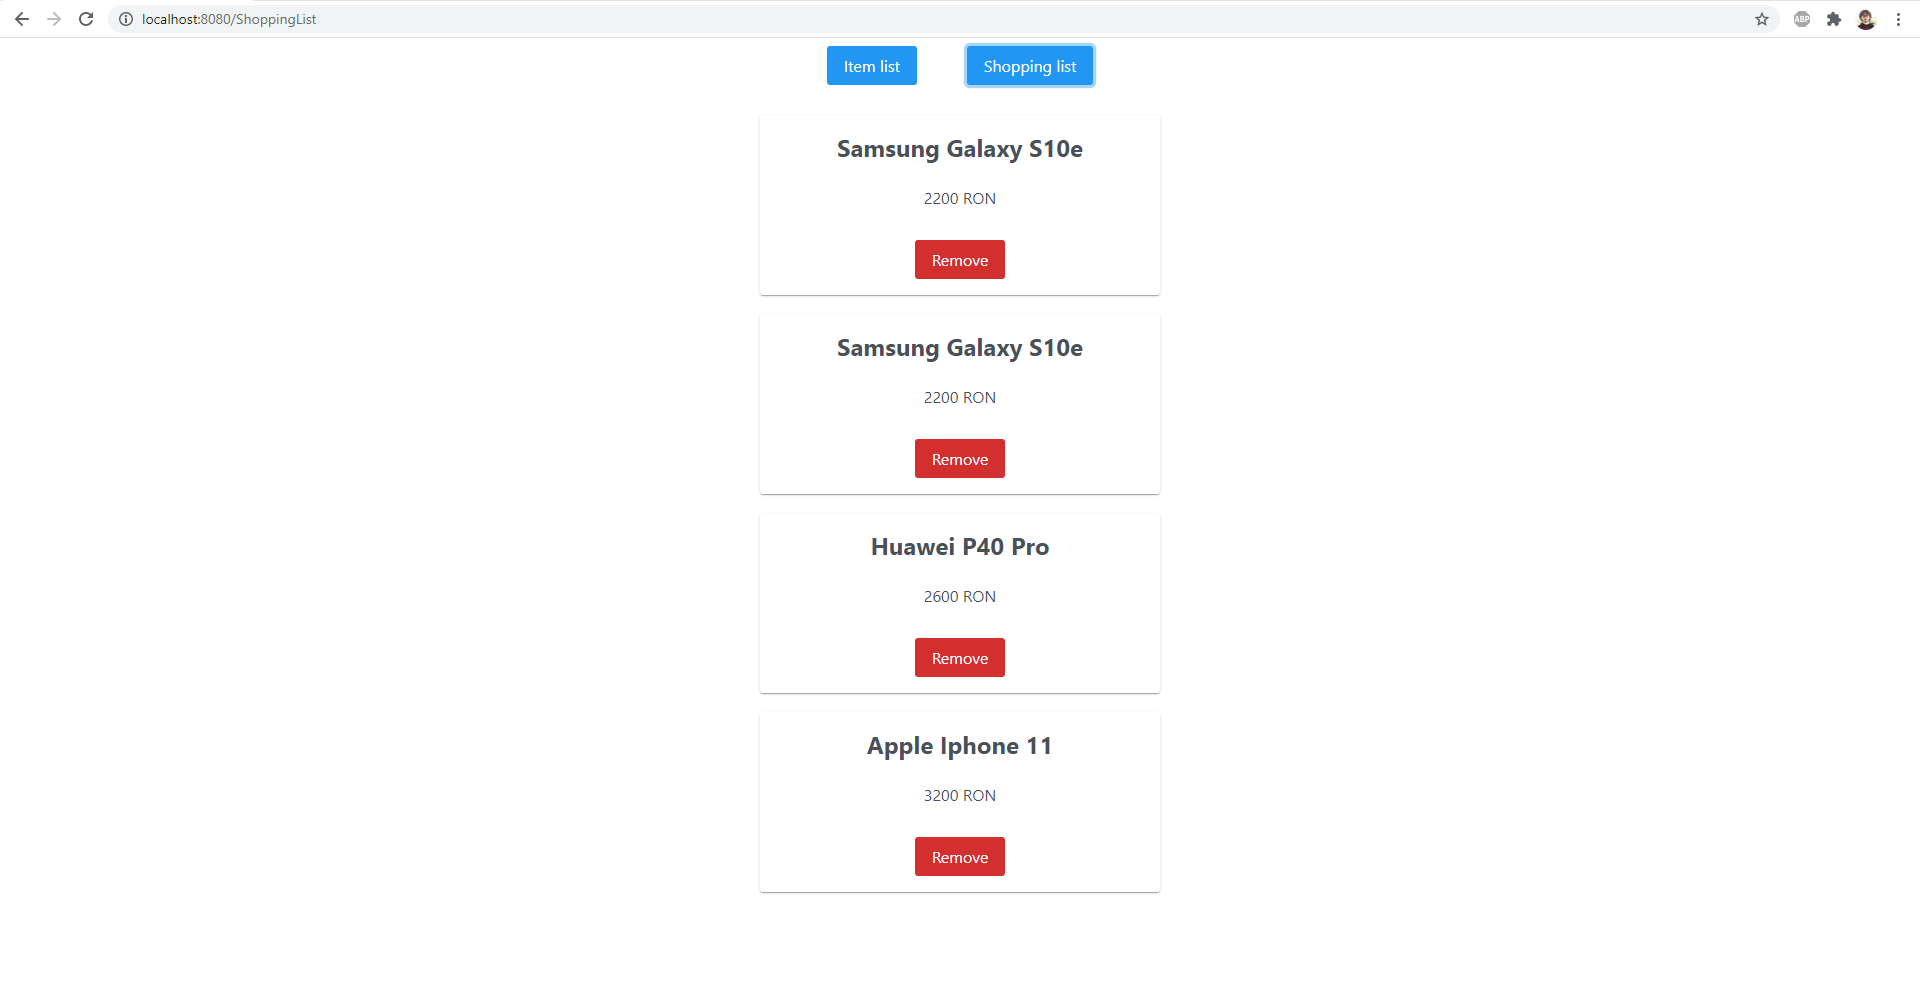 localhost:8080/ShoppingList
ABP
Item list
Shopping list
Samsung Galaxy S10e
2200 RON
Remove
Samsung Galaxy S10e
2200 RON
Remove
Huawei P40 Pro
2600 RON
Remove
Apple Iphone 11
3200 RON
Remove